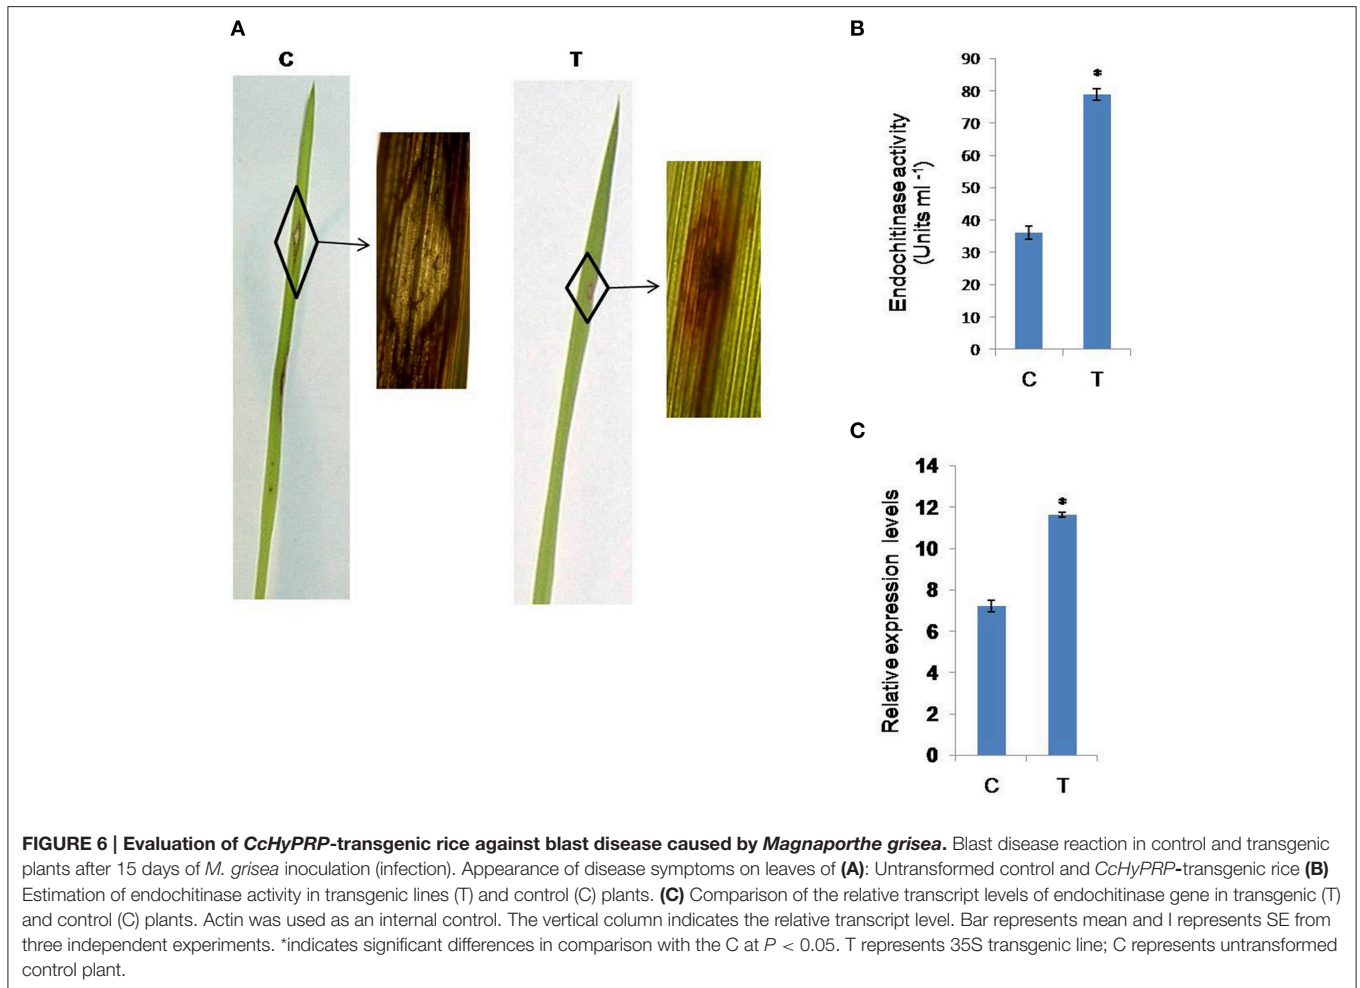 A
C
T
B
90
80
70
60
50
40
30
20
10
0
Endochitinase activity
(Units ml -1)
*
C
T
C
14
12
10
8
6
4
2
0
Relative expression levels
*
C
T
FIGURE 6 | Evaluation of CcHyPRP-transgenic rice against blast disease caused by Magnaporthe grisea. Blast disease reaction in control and transgenic
plants after 15 days of M. grisea inoculation (infection). Appearance of disease symptoms on leaves of (A): Untransformed control and CcHyPRP-transgenic rice (B)
Estimation of endochitinase activity in transgenic lines (T) and control (C) plants. (C) Comparison of the relative transcript levels of endochitinase gene in transgenic (T)
and control (C) plants. Actin was used as an internal control. The vertical column indicates the relative transcript level. Bar represents mean and I represents SE from
three independent experiments. *indicates significant differences in comparison with the C at P < 0.05. T represents 35S transgenic line; C represents untransformed
control plant.